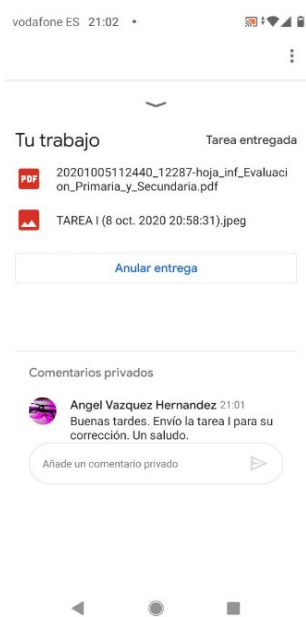 vodafone ES 21:02
Tu trabajo Tarea entregada
PDF 20201005112440_12287-hoja_inf_Evaluaci
on_Primaria_y_Secundaria.pdf
TAREA I (8 oct. 2020 20:58:31).jpeg
Anular entrega
Comentarios privados
Angel Vazquez Hernandez 21:01
Buenas tardes. Envío la tarea I para su
corrección. Un saludo.
Añade un comentario privado